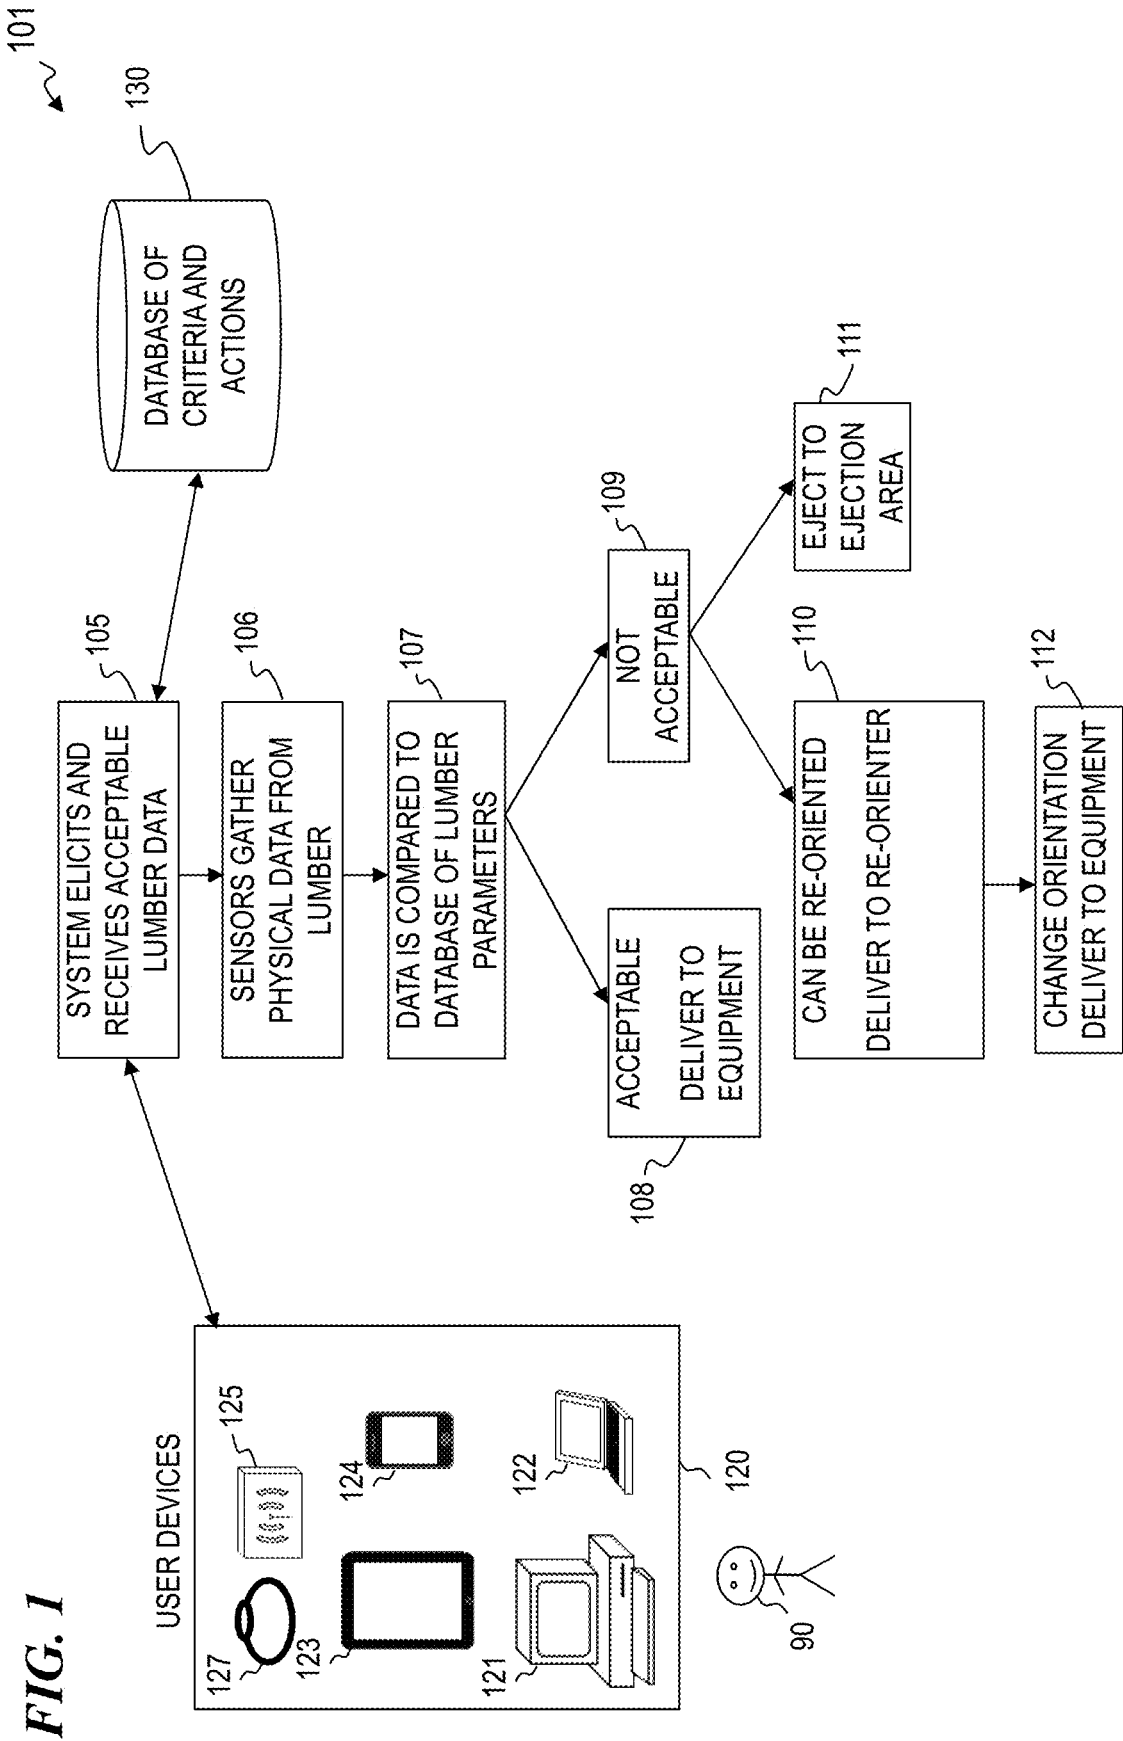 FIG. 1
101
USER DEVICES
127
125
123
124
121
122
120
90
SYSTEM ELICITS AND
RECEIVES ACCEPTABLE
LUMBER DATA
105
DATABASE OF
CRITERIA AND
ACTIONS
130
SENSORS GATHER
PHYSICAL DATA FROM
LUMBER
106
DATA IS COMPARED TO
DATABASE OF LUMBER
PARAMETERS
107
ACCEPTABLE
DELIVER TO
EQUIPMENT
108
NOT
ACCEPTABLE
109
CAN BE RE-ORIENTED
DELIVER TO RE-ORIENTER
110
EJECT TO
EJECTION
AREA
111
CHANGE ORIENTATION
DELIVER TO EQUIPMENT
112